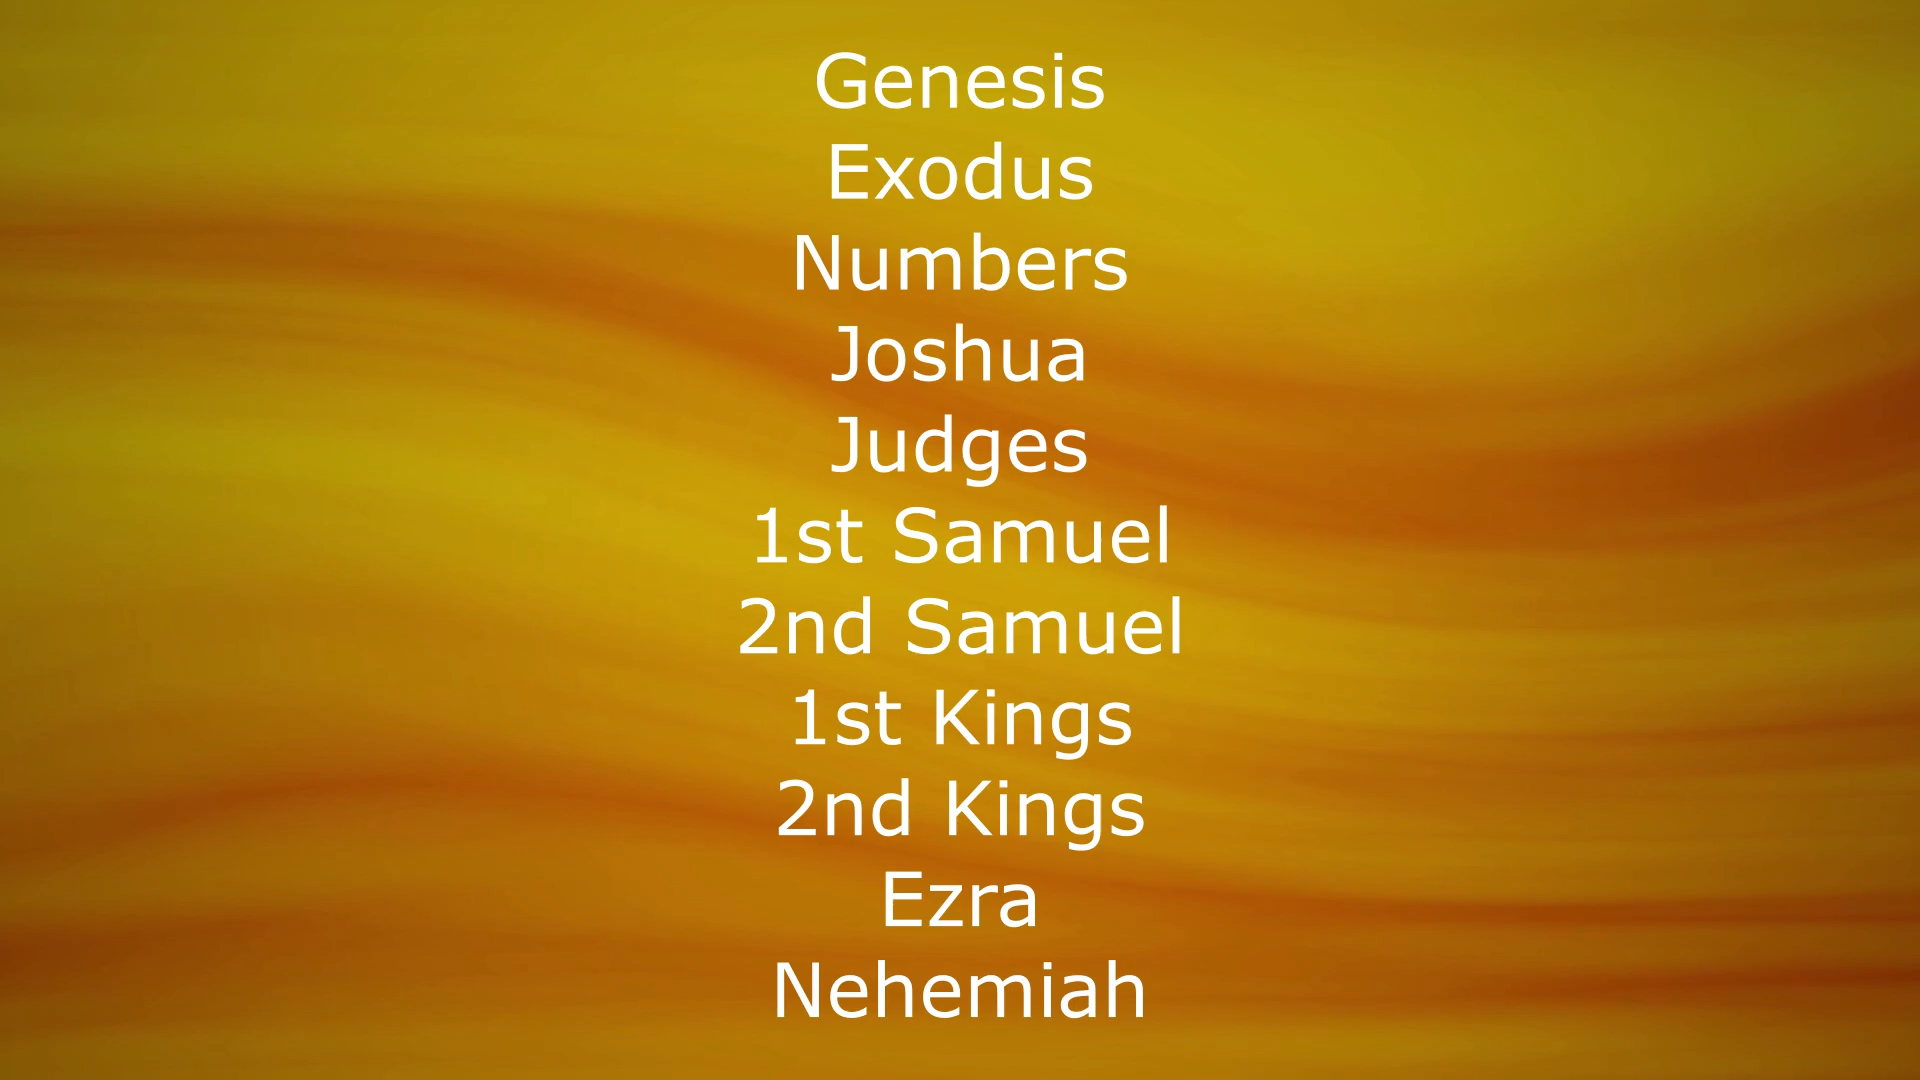 Genesis
Exodus
Numbers
Joshua
Judges
1st Samuel
2nd Samuel
1st Kings
2nd Kings
Ezra
Nehemiah